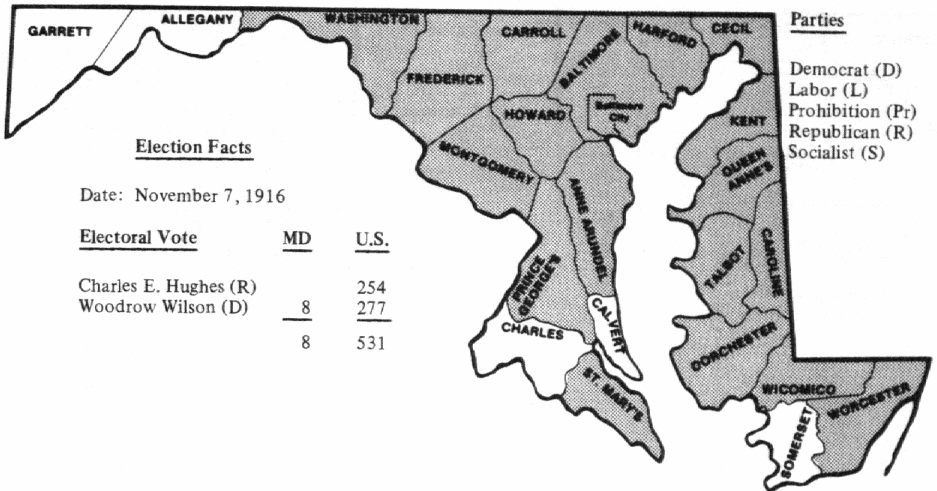 GARRETT
ALLEGANY
WASHINGTON
FREDERICK
CARROLL
BALTIMORE
HARFORD
CECIL
HOWARD
Baltimore
City
MONTGOMERY
ANNE ARUNDEL
PRINCE
GEORGE'S
CALVERT
CHARLES
ST. MARY'S
KENT
QUEEN
ANNE'S
TALBOT
CAROLINE
DORCHESTER
WICOMICO
WORCESTER
SOMERSET
Parties
Democrat (D)
Labor (L)
Prohibition (Pr)
Republican (R)
Socialist (S)
Election Facts
Date: November 7, 1916
Electoral Vote MD U.S.
Charles E. Hughes (R) 254
Woodrow Wilson (D) 8 277
8 531